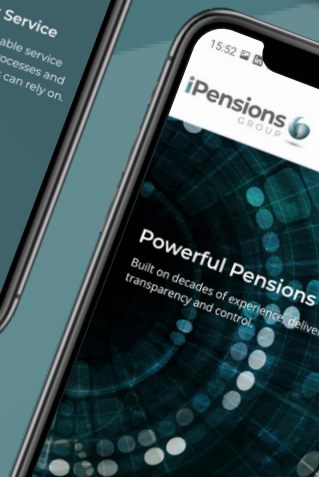 Service
able service
ocesses and
can rely on.
15:52
iPensions
GROUP
Powerful Pensions
Built on decades of experience, deliver
transparency and control.